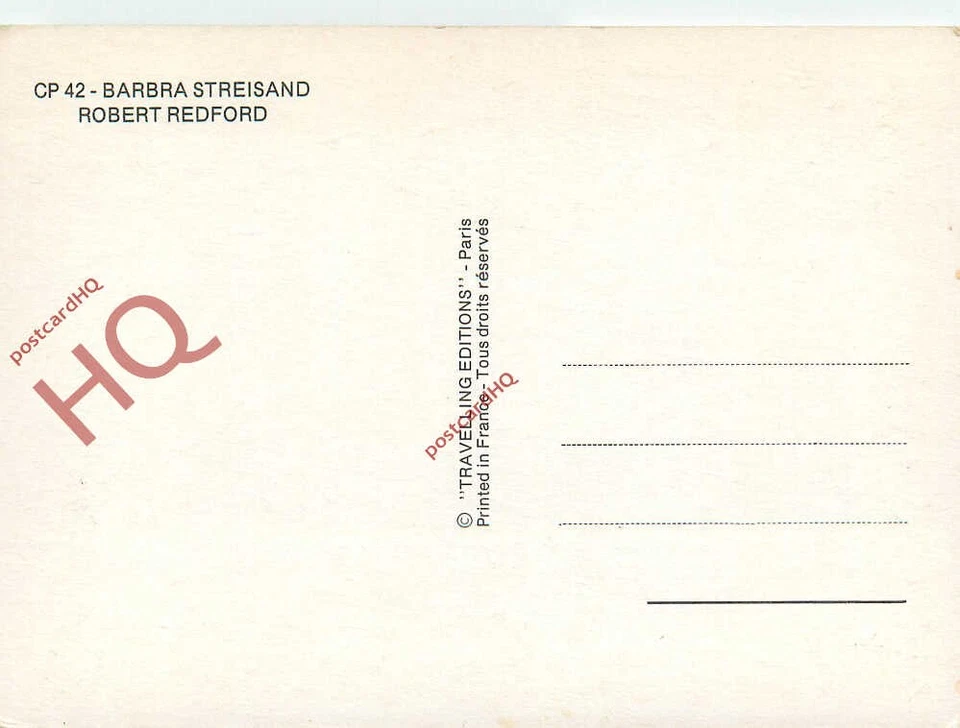 CP 42 - BARBRA STREISAND
ROBERT REDFORD
postcardHQ
HQ
© ''TRAVELLING EDITIONS'' - Paris
Printed in France - Tous droits réservés
postcardHQ